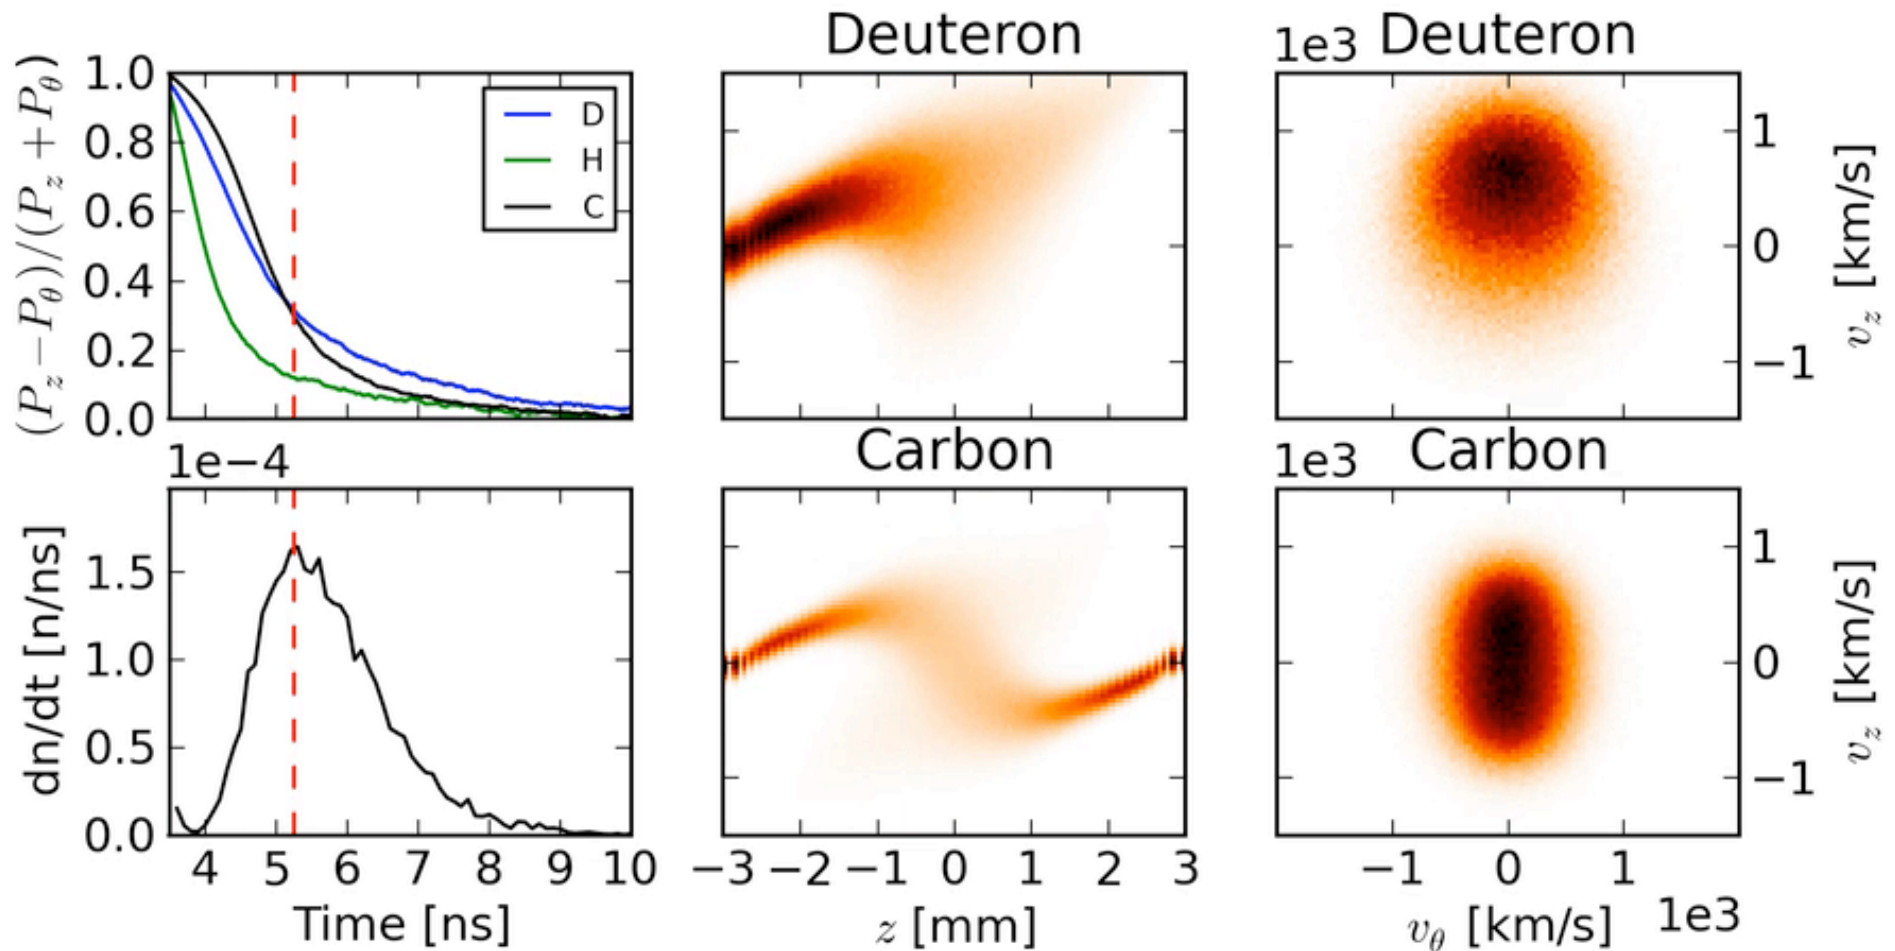 (P_z − P_θ)/(P_z + P_θ)
1.0
0.8
0.6
0.4
0.2
0.0
D
H
C
Deuteron
1e3 Deuteron
1
0
−1
v_z [km/s]
1e−4
dn/dt [n/ns]
1.5
1.0
0.5
0.0
4 5 6 7 8 9 10
Time [ns]
Carbon
−3 −2 −1 0 1 2 3
z [mm]
1e3 Carbon
1
0
−1
v_z [km/s]
−1 0 1
v_θ [km/s] 1e3